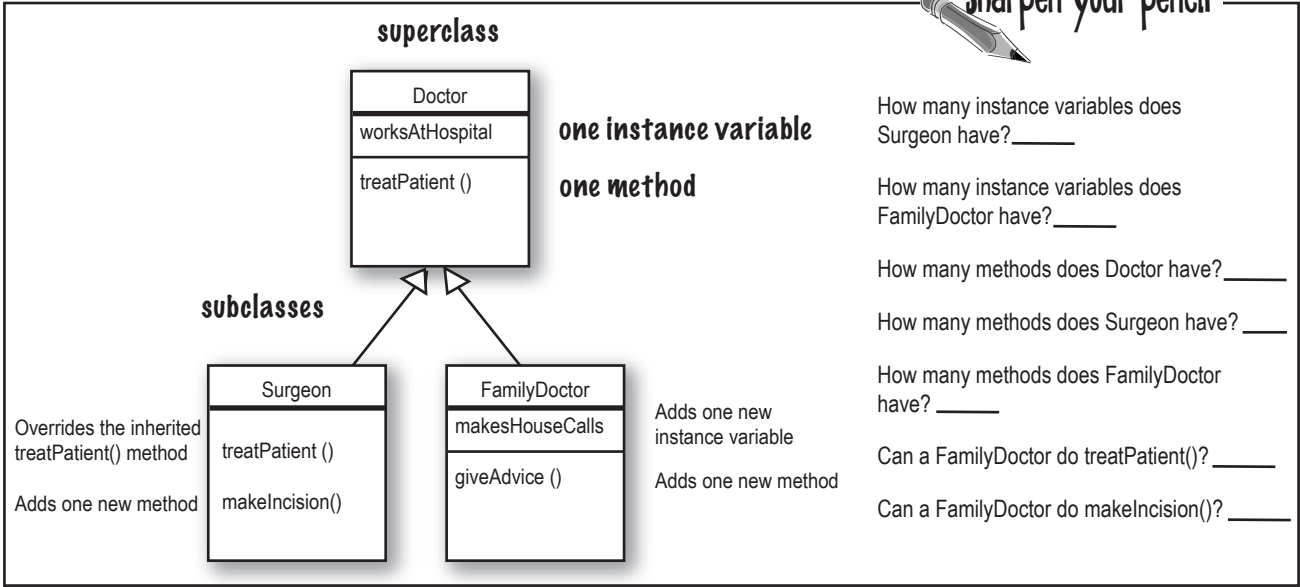 sharpen your pencil
superclass
Doctor
worksAtHospital
one instance variable
treatPatient ()
one method
subclasses
Surgeon
Overrides the inherited
treatPatient() method
treatPatient ()
Adds one new method
makeIncision()
FamilyDoctor
makesHouseCalls
Adds one new
instance variable
giveAdvice ()
Adds one new method
How many instance variables does
Surgeon have?
How many instance variables does
FamilyDoctor have?
How many methods does Doctor have?
How many methods does Surgeon have?
How many methods does FamilyDoctor
have?
Can a FamilyDoctor do treatPatient()?
Can a FamilyDoctor do makeIncision()?